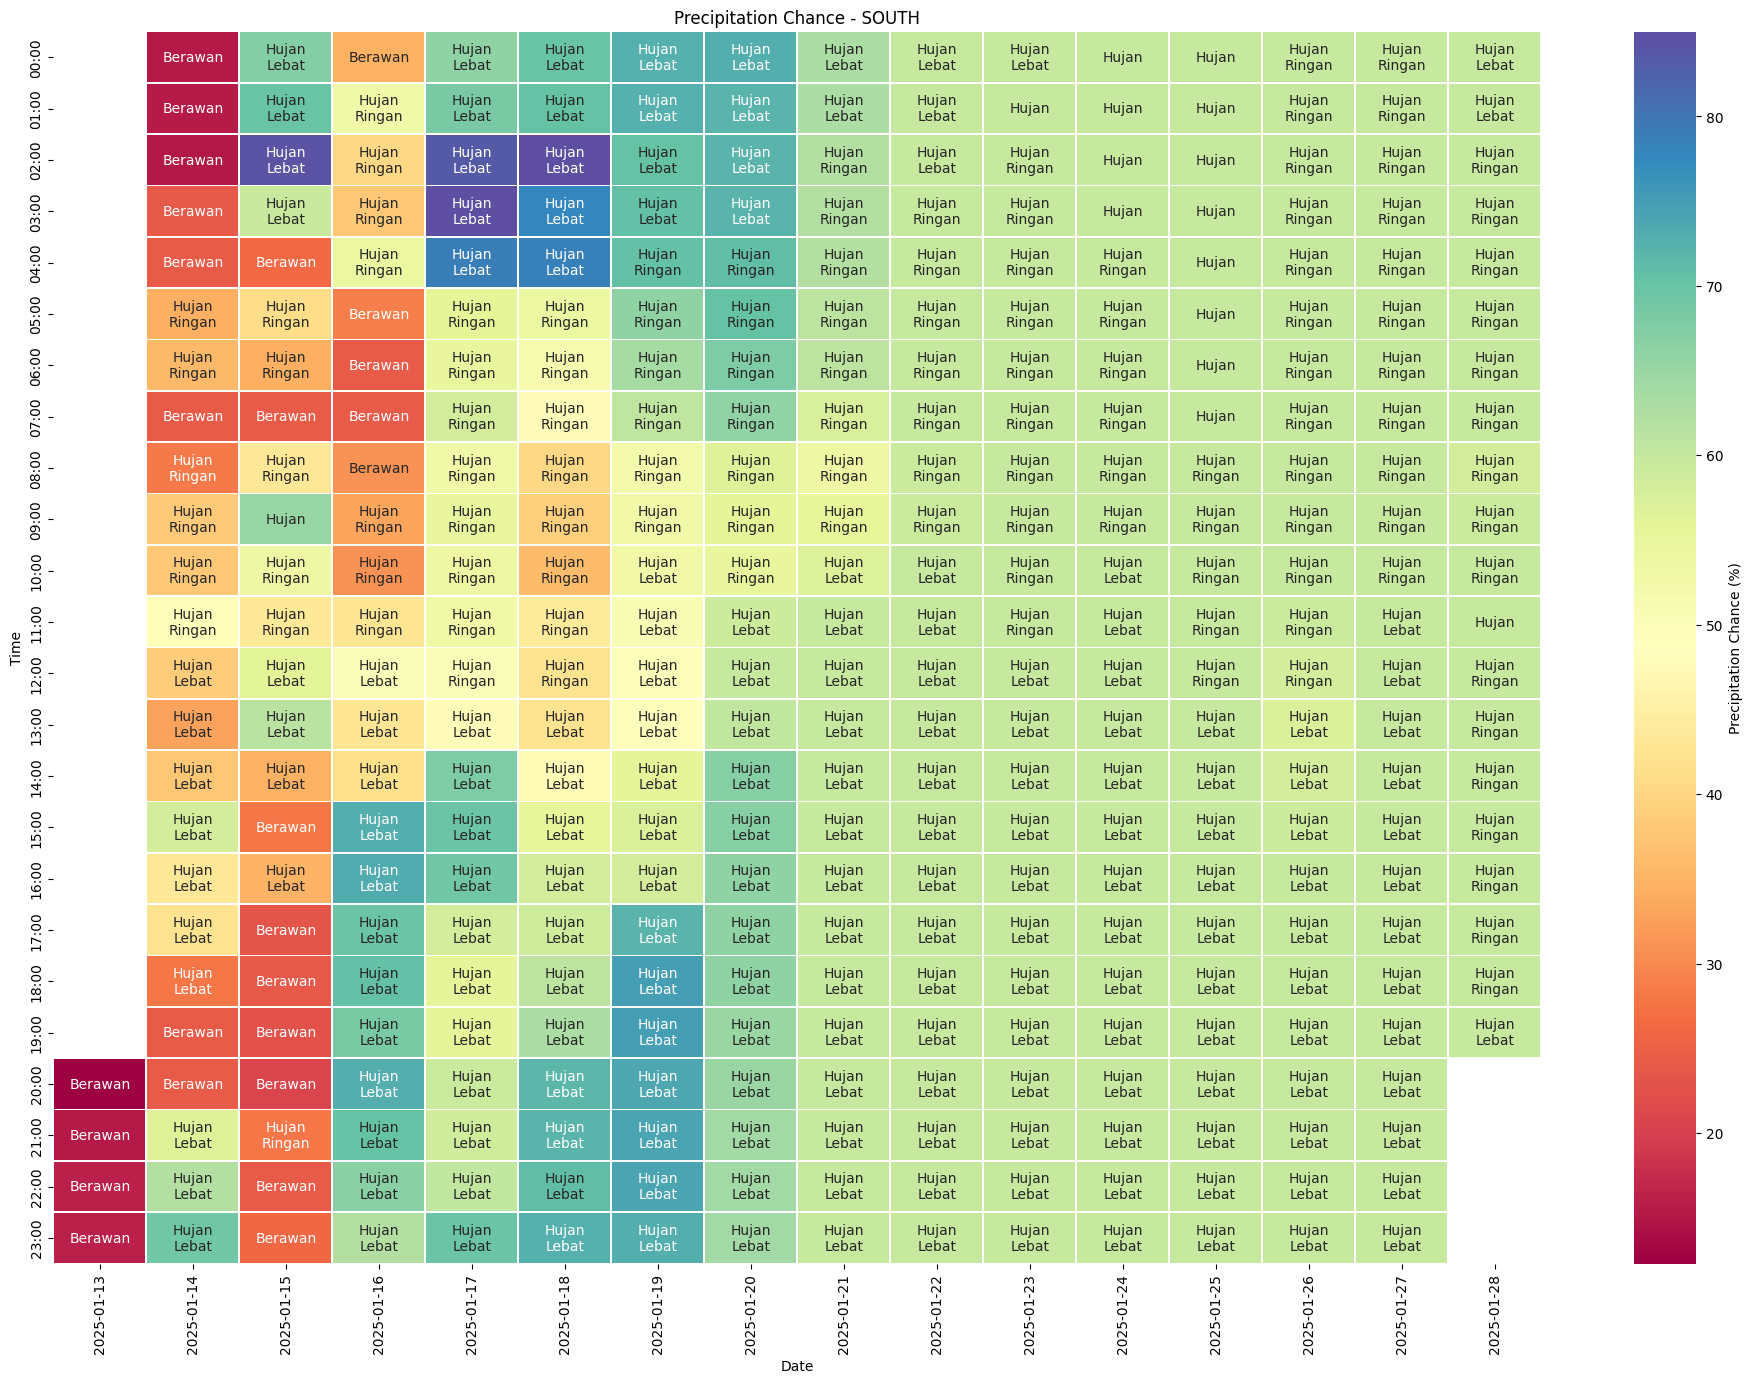 Precipitation Chance - SOUTH
00:00 Berawan Hujan Lebat Berawan Hujan Lebat Hujan Lebat Hujan Lebat Hujan Lebat Hujan Lebat Hujan Lebat Hujan Lebat Hujan Hujan Hujan Ringan Hujan Ringan Hujan Lebat
01:00 Berawan Hujan Lebat Hujan Ringan Hujan Lebat Hujan Lebat Hujan Lebat Hujan Lebat Hujan Lebat Hujan Lebat Hujan Hujan Hujan Hujan Ringan Hujan Ringan Hujan Lebat
02:00 Berawan Hujan Lebat Hujan Ringan Hujan Lebat Hujan Lebat Hujan Lebat Hujan Lebat Hujan Ringan Hujan Lebat Hujan Ringan Hujan Hujan Hujan Ringan Hujan Ringan Hujan Ringan
03:00 Berawan Hujan Lebat Hujan Ringan Hujan Lebat Hujan Lebat Hujan Lebat Hujan Lebat Hujan Ringan Hujan Ringan Hujan Ringan Hujan Hujan Hujan Ringan Hujan Ringan Hujan Ringan
04:00 Berawan Berawan Hujan Ringan Hujan Lebat Hujan Lebat Hujan Ringan Hujan Ringan Hujan Ringan Hujan Ringan Hujan Ringan Hujan Ringan Hujan Hujan Ringan Hujan Ringan Hujan Ringan
05:00 Hujan Ringan Hujan Ringan Berawan Hujan Ringan Hujan Ringan Hujan Ringan Hujan Ringan Hujan Ringan Hujan Ringan Hujan Ringan Hujan Ringan Hujan Hujan Ringan Hujan Ringan Hujan Ringan
06:00 Hujan Ringan Hujan Ringan Berawan Hujan Ringan Hujan Ringan Hujan Ringan Hujan Ringan Hujan Ringan Hujan Ringan Hujan Ringan Hujan Ringan Hujan Hujan Ringan Hujan Ringan Hujan Ringan
07:00 Berawan Berawan Berawan Hujan Ringan Hujan Ringan Hujan Ringan Hujan Ringan Hujan Ringan Hujan Ringan Hujan Ringan Hujan Ringan Hujan Hujan Ringan Hujan Ringan Hujan Ringan
08:00 Hujan Ringan Hujan Ringan Berawan Hujan Ringan Hujan Ringan Hujan Ringan Hujan Ringan Hujan Ringan Hujan Ringan Hujan Ringan Hujan Ringan Hujan Ringan Hujan Ringan Hujan Ringan Hujan Ringan
09:00 Hujan Ringan Hujan Hujan Ringan Hujan Ringan Hujan Ringan Hujan Ringan Hujan Ringan Hujan Ringan Hujan Ringan Hujan Ringan Hujan Ringan Hujan Ringan Hujan Ringan Hujan Ringan Hujan Ringan
10:00 Hujan Ringan Hujan Ringan Hujan Ringan Hujan Ringan Hujan Ringan Hujan Lebat Hujan Ringan Hujan Lebat Hujan Lebat Hujan Ringan Hujan Lebat Hujan Ringan Hujan Ringan Hujan Ringan Hujan Ringan
11:00 Hujan Ringan Hujan Ringan Hujan Ringan Hujan Ringan Hujan Ringan Hujan Lebat Hujan Lebat Hujan Lebat Hujan Lebat Hujan Ringan Hujan Lebat Hujan Ringan Hujan Ringan Hujan Lebat Hujan
12:00 Hujan Lebat Hujan Lebat Hujan Lebat Hujan Ringan Hujan Ringan Hujan Lebat Hujan Lebat Hujan Lebat Hujan Lebat Hujan Lebat Hujan Lebat Hujan Ringan Hujan Ringan Hujan Lebat Hujan Ringan
13:00 Hujan Lebat Hujan Lebat Hujan Lebat Hujan Lebat Hujan Lebat Hujan Lebat Hujan Lebat Hujan Lebat Hujan Lebat Hujan Lebat Hujan Lebat Hujan Lebat Hujan Lebat Hujan Lebat Hujan Ringan
14:00 Hujan Lebat Hujan Lebat Hujan Lebat Hujan Lebat Hujan Lebat Hujan Lebat Hujan Lebat Hujan Lebat Hujan Lebat Hujan Lebat Hujan Lebat Hujan Lebat Hujan Lebat Hujan Lebat Hujan Ringan
15:00 Hujan Lebat Berawan Hujan Lebat Hujan Lebat Hujan Lebat Hujan Lebat Hujan Lebat Hujan Lebat Hujan Lebat Hujan Lebat Hujan Lebat Hujan Lebat Hujan Lebat Hujan Lebat Hujan Ringan
16:00 Hujan Lebat Hujan Lebat Hujan Lebat Hujan Lebat Hujan Lebat Hujan Lebat Hujan Lebat Hujan Lebat Hujan Lebat Hujan Lebat Hujan Lebat Hujan Lebat Hujan Lebat Hujan Lebat Hujan Ringan
17:00 Hujan Lebat Berawan Hujan Lebat Hujan Lebat Hujan Lebat Hujan Lebat Hujan Lebat Hujan Lebat Hujan Lebat Hujan Lebat Hujan Lebat Hujan Lebat Hujan Lebat Hujan Lebat Hujan Ringan
18:00 Hujan Lebat Berawan Hujan Lebat Hujan Lebat Hujan Lebat Hujan Lebat Hujan Lebat Hujan Lebat Hujan Lebat Hujan Lebat Hujan Lebat Hujan Lebat Hujan Lebat Hujan Lebat Hujan Ringan
19:00 Berawan Berawan Hujan Lebat Hujan Lebat Hujan Lebat Hujan Lebat Hujan Lebat Hujan Lebat Hujan Lebat Hujan Lebat Hujan Lebat Hujan Lebat Hujan Lebat Hujan Lebat Hujan Lebat
20:00 Berawan Berawan Berawan Hujan Lebat Hujan Lebat Hujan Lebat Hujan Lebat Hujan Lebat Hujan Lebat Hujan Lebat Hujan Lebat Hujan Lebat Hujan Lebat Hujan Lebat Hujan Lebat
21:00 Berawan Hujan Lebat Hujan Ringan Hujan Lebat Hujan Lebat Hujan Lebat Hujan Lebat Hujan Lebat Hujan Lebat Hujan Lebat Hujan Lebat Hujan Lebat Hujan Lebat Hujan Lebat Hujan Lebat
22:00 Berawan Hujan Lebat Berawan Hujan Lebat Hujan Lebat Hujan Lebat Hujan Lebat Hujan Lebat Hujan Lebat Hujan Lebat Hujan Lebat Hujan Lebat Hujan Lebat Hujan Lebat Hujan Lebat
23:00 Berawan Hujan Lebat Berawan Hujan Lebat Hujan Lebat Hujan Lebat Hujan Lebat Hujan Lebat Hujan Lebat Hujan Lebat Hujan Lebat Hujan Lebat Hujan Lebat Hujan Lebat Hujan Lebat
Time
2025-01-13 2025-01-14 2025-01-15 2025-01-16 2025-01-17 2025-01-18 2025-01-19 2025-01-20 2025-01-21 2025-01-22 2025-01-23 2025-01-24 2025-01-25 2025-01-26 2025-01-27 2025-01-28
Date
80
70
60
50
40
30
20
Precipitation Chance (%)